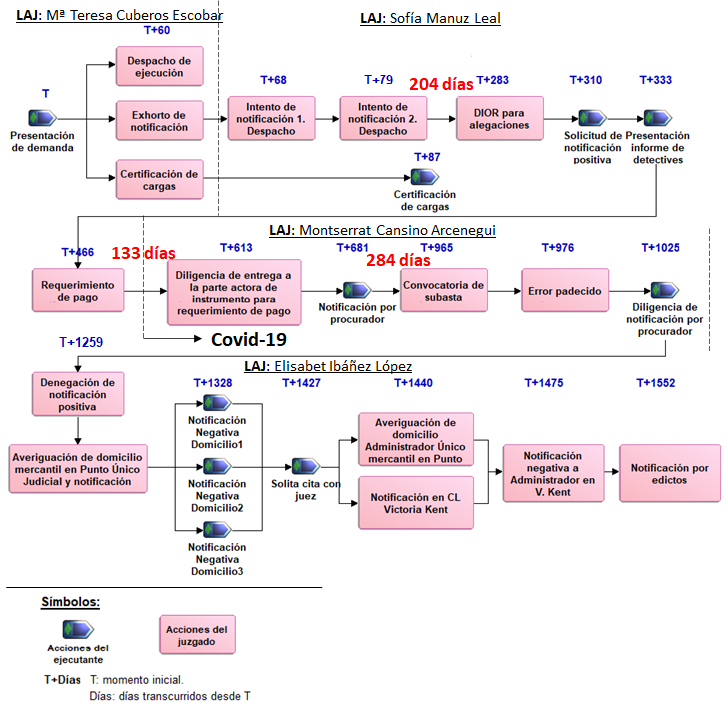 LAJ: Mª Teresa Cuberos Escobar
LAJ: Sofía Manuz Leal
T+60
Despacho de
ejecución
T
Presentación
de demanda
Exhorto de
notificación
Certificación de
cargas
T+68
Intento de
notificación 1.
Despacho
T+79
Intento de
notificación 2.
Despacho
204 días
T+283
DIOR para
alegaciones
T+310
Solicitud de
notificación
positiva
T+333
Presentación
informe de
detectives
T+87
Certificación
de cargas
LAJ: Montserrat Cansino Arcenegui
T+466
Requerimiento
de pago
133 días
T+613
Diligencia de entrega a
la parte actora de
instrumento para
requerimiento de pago
T+681
Notificación por
procurador
284 días
T+965
Convocatoria de
subasta
T+976
Error padecido
T+1025
Diligencia de
notificación por
procurador
Covid-19
LAJ: Elisabet Ibáñez López
T+1259
Denegación de
notificación
positiva
Averiguación de domicilio
mercantil en Punto Único
Judicial y notificación
T+1328
Notificación
Negativa
Domicilio1
Notificación
Negativa
Domicilio2
Notificación
Negativa
Domicilio3
T+1427
Solita cita con
juez
T+1440
Averiguación de
domicilio
Administrador Único
mercantil en Punto
Notificación en CL
Victoria Kent
T+1475
Notificación
negativa a
Administrador en
V. Kent
T+1552
Notificación por
edictos
Símbolos:
Acciones del
ejecutante
Acciones del
juzgado
T+Días T: momento inicial.
Días: días transcurridos desde T